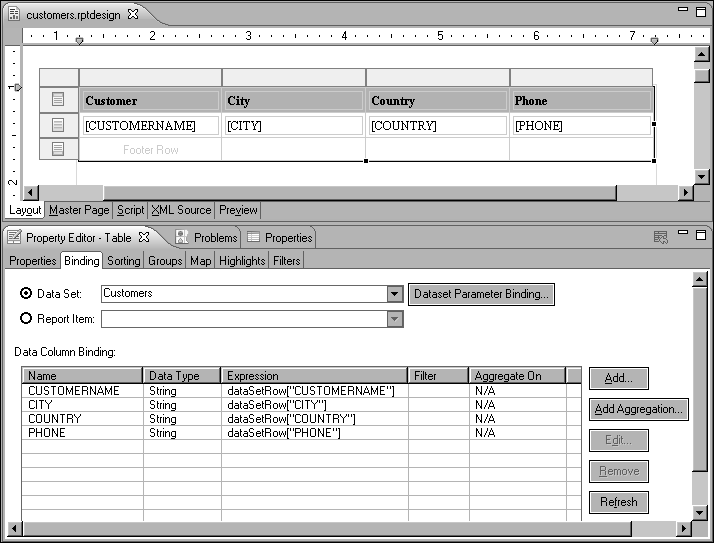 customers.rptdesign
1 2 3 4 5 6 7
1
Customer City Country Phone
[CUSTOMERNAME] [CITY] [COUNTRY] [PHONE]
Footer Row
2
Layout Master Page Script XML Source Preview
Property Editor - Table Problems Properties
Properties Binding Sorting Groups Map Highlights Filters
Data Set: Customers Dataset Parameter Binding...
Report Item:
Data Column Binding:
Name Data Type Expression Filter Aggregate On
CUSTOMERNAME String dataSetRow["CUSTOMERNAME"] N/A
CITY String dataSetRow["CITY"] N/A
COUNTRY String dataSetRow["COUNTRY"] N/A
PHONE String dataSetRow["PHONE"] N/A
Add...
Add Aggregation...
Edit...
Remove
Refresh